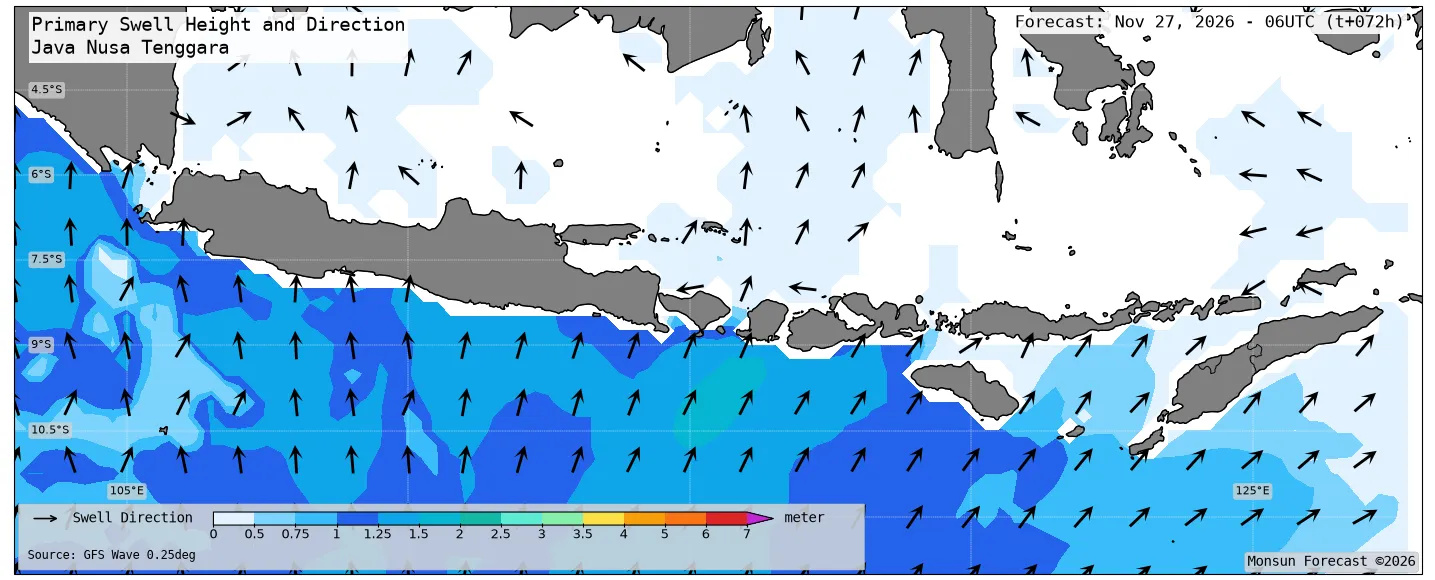 Primary Swell Height and Direction
Java Nusa Tenggara
Forecast: Nov 27, 2026 - 06UTC (t+072h)
4.5°S
6°S
7.5°S
9°S
10.5°S
105°E
125°E
Swell Direction
0 0.5 0.75 1 1.25 1.5 2 2.5 3 3.5 4 5 6 7
meter
Source: GFS Wave 0.25deg
Monsun Forecast ©2026